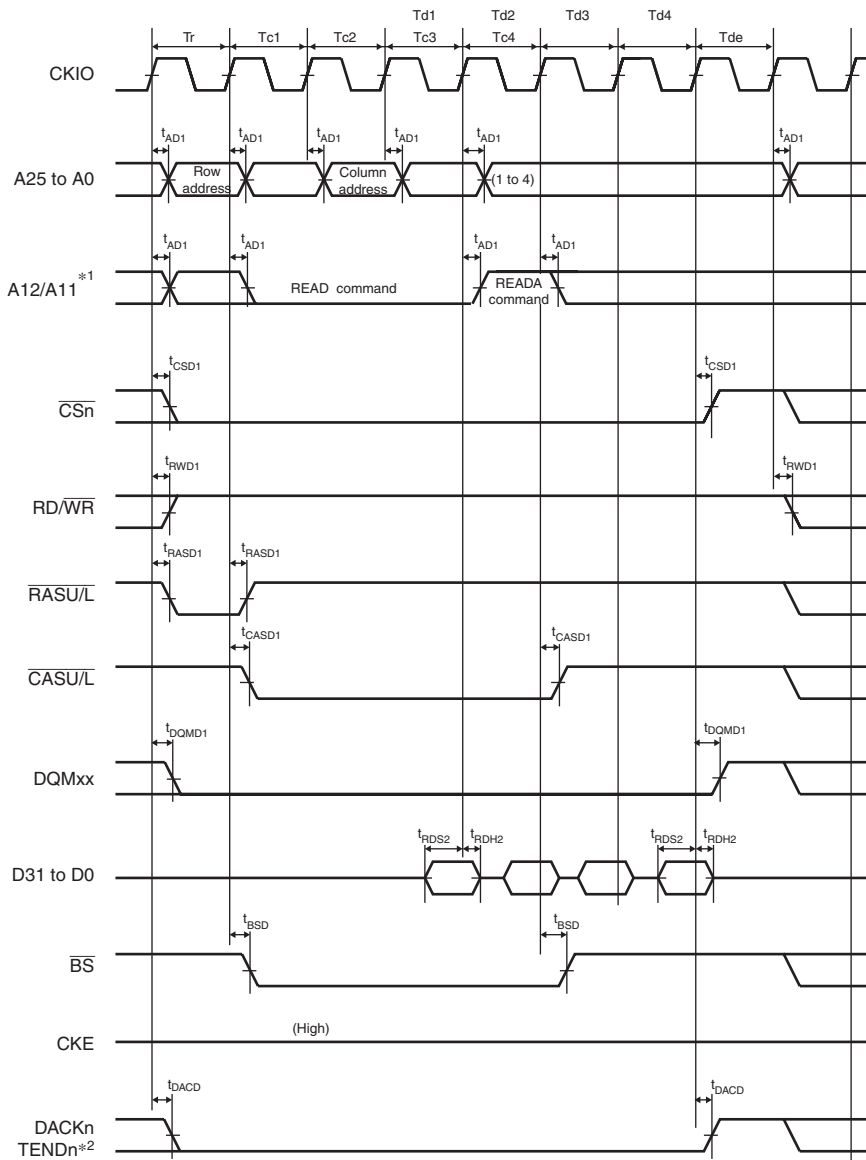 Td1 Td2 Td3 Td4
Tr Tc1 Tc2 Tc3 Tc4 Tde
CKIO
tAD1 tAD1 tAD1 tAD1 tAD1 tAD1
A25 to A0 Row address Column address (1 to 4)
tAD1 tAD1 tAD1 tAD1
A12/A11*1 READ command READA command
tCSD1 tCSD1
CSn
tRWD1 tRWD1
RD/WR
tRASD1 tRASD1
RASU/L
tCASD1 tCASD1
CASU/L
tDQMD1 tDQMD1
DQMxx
tRDS2 tRDH2 tRDS2 tRDH2
D31 to D0
tBSD tBSD
BS
(High)
CKE
tDACD tDACD
DACKn
TENDn*2